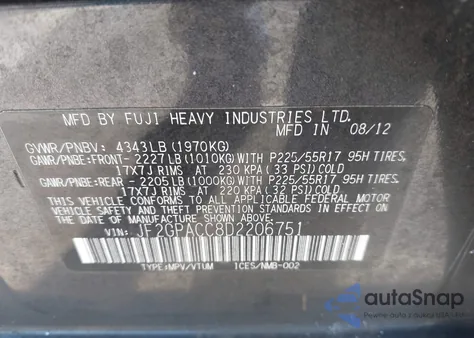 MFD BY FUJI HEAVY INDUSTRIES LTD.
MFD IN 08/12
GVWR/PNBV: 4343LB (1970KG)
GAWR/PNBE:FRONT- 2227LB (1010KG) WITH P225/55R17 95H TIRES,
17X7J RIMS AT 230 KPA (33 PSI) COLD
GAWR/PNBE:REAR - 2205LB (1000KG) WITH P225/55R17 95H TIRES,
17X7J RIMS AT 220 KPA (32 PSI) COLD
THIS VEHICLE CONFORMS TO ALL APPLICABLE FEDERAL MOTOR
VEHICLE SAFETY STANDARDS IN EFFECT ON THE
DATE OF MANUFACTURE SHOWN ABOVE.
VIN: JF2GPACC8D2206751
TYPE:MPV/VTUM ICES/NMB-002
autoSnap